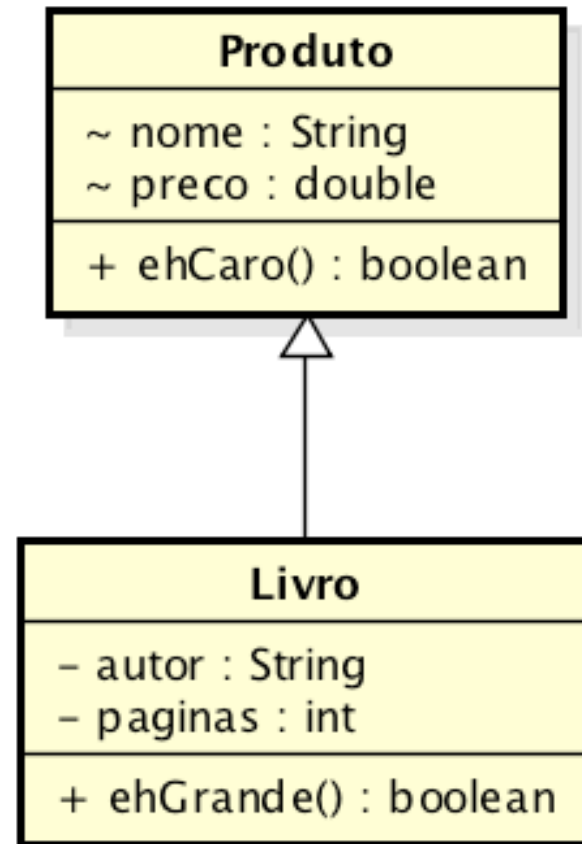 Produto
~ nome : String
~ preco : double
+ ehCaro() : boolean
Livro
- autor : String
- paginas : int
+ ehGrande() : boolean